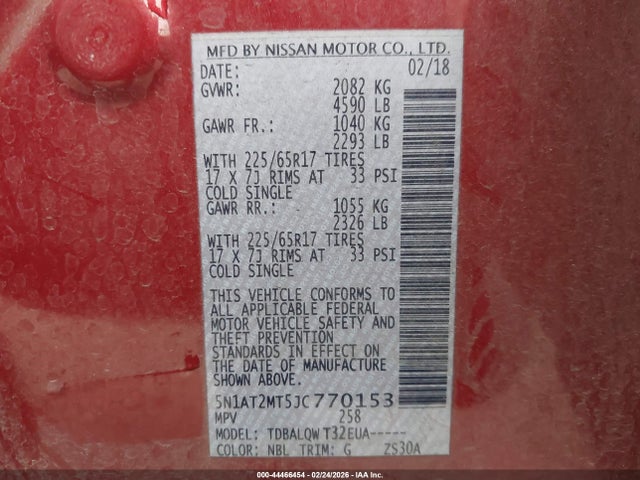 MFD BY NISSAN MOTOR CO., LTD.
DATE: 02/18
GVWR: 2082 KG
4590 LB
GAWR FR.: 1040 KG
2293 LB
WITH 225/65R17 TIRES
17 X 7J RIMS AT 33 PSI
COLD SINGLE
GAWR RR.: 1055 KG
2326 LB
WITH 225/65R17 TIRES
17 X 7J RIMS AT 33 PSI
COLD SINGLE
THIS VEHICLE CONFORMS TO
ALL APPLICABLE FEDERAL
MOTOR VEHICLE SAFETY AND
THEFT PREVENTION
STANDARDS IN EFFECT ON
THE DATE OF MANUFACTURE
SHOWN ABOVE.
5N1AT2MT5JC770153
MPV 258
MODEL: TDBALQW T32EUA-----
COLOR: NBL TRIM: G ZS30A
000-44466454 - 02/24/2026 - IAA Inc.